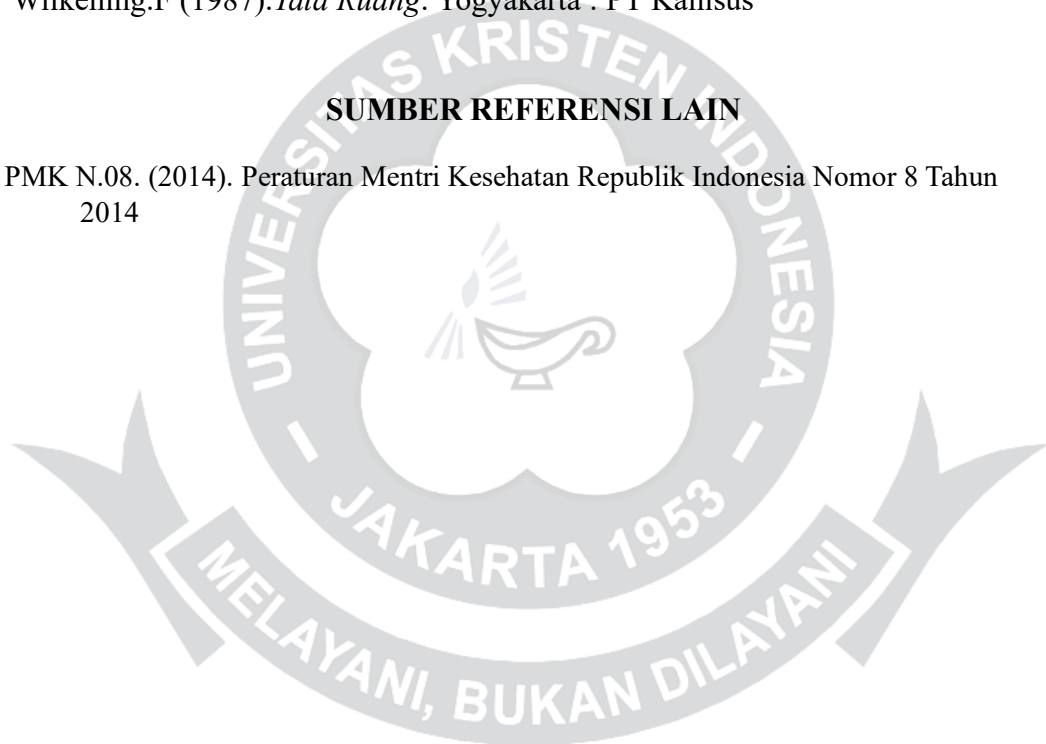 Wilkening.F (1987).Tata Ruang. Yogyakarta : PT Kanisus
SUMBER REFERENSI LAIN
PMK N.08. (2014). Peraturan Mentri Kesehatan Republik Indonesia Nomor 8 Tahun
2014
UNIVERSITAS KRISTEN INDONESIA
JAKARTA 1953
MELAYANI, BUKAN DILAYANI